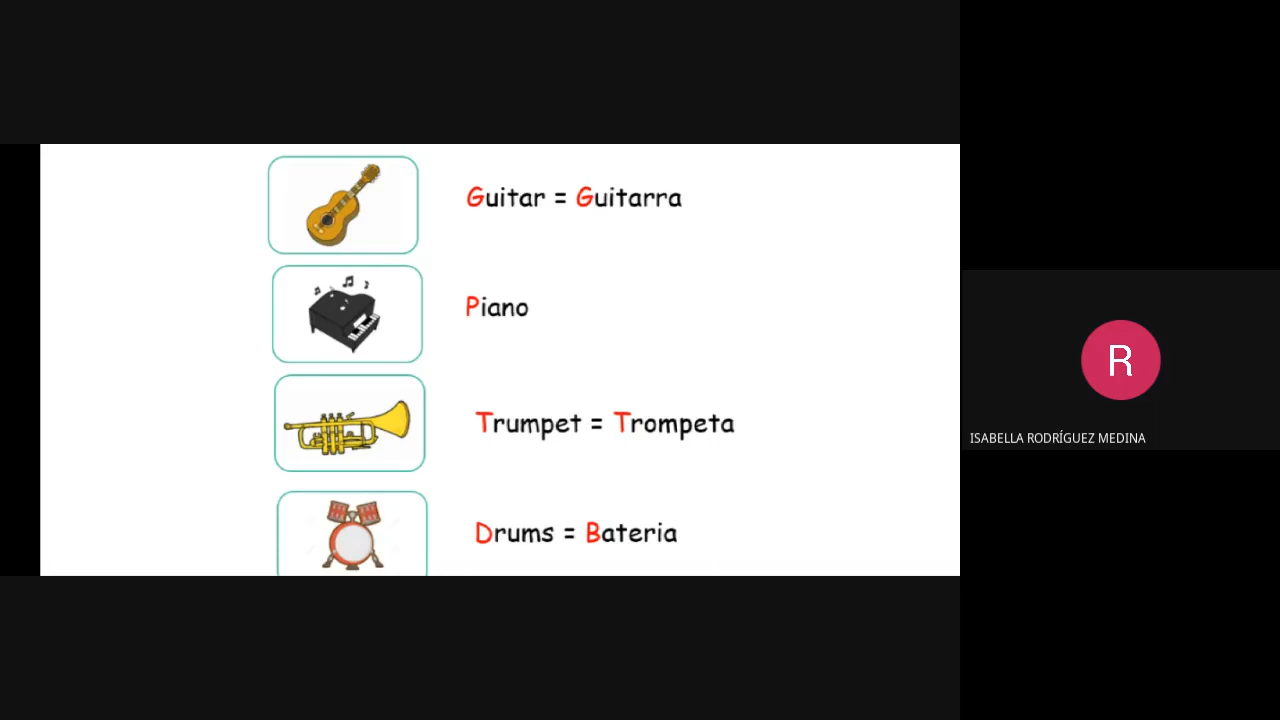 Guitar = Guitarra
Piano
Trumpet = Trompeta
Drums = Bateria
R
ISABELLA RODRÍGUEZ MEDINA